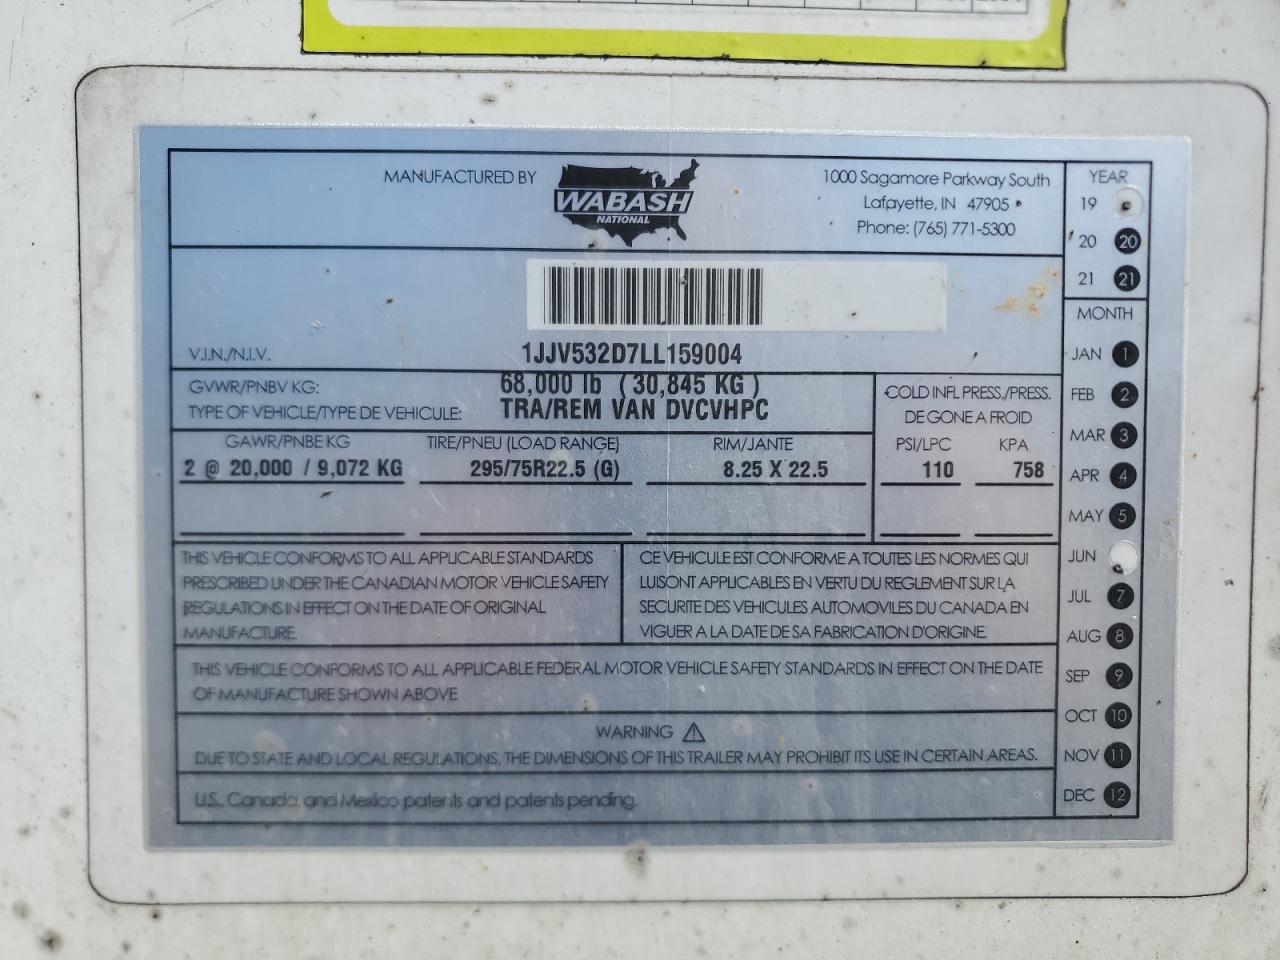 MANUFACTURED BY
WABASH
NATIONAL
1000 Sagamore Parkway South
Lafayette, IN 47905
Phone: (765) 771-5300
YEAR
19
20 20
21 21
V.I.N./N.I.V.
1JJV532D7LL159004
GVWR/PNBV KG:
68,000 lb ( 30,845 KG )
TYPE OF VEHICLE/TYPE DE VEHICULE:
TRA/REM VAN DVCVHPC
COLD INFL PRESS./PRESS.
DE GONE A FROID
GAWR/PNBE KG
TIRE/PNEU (LOAD RANGE)
RIM/JANTE
PSI/LPC
KPA
2 @ 20,000 / 9,072 KG
295/75R22.5 (G)
8.25 X 22.5
110
758
THIS VEHICLE CONFORMS TO ALL APPLICABLE STANDARDS
PRESCRIBED UNDER THE CANADIAN MOTOR VEHICLE SAFETY
REGULATIONS IN EFFECT ON THE DATE OF ORIGINAL
MANUFACTURE.
CE VEHICULE EST CONFORME A TOUTES LES NORMES QUI
LUI SONT APPLICABLES EN VERTU DU REGLEMENT SUR LA
SECURITE DES VEHICULES AUTOMOVILES DU CANADA EN
VIGUER A LA DATE DE SA FABRICATION D'ORIGINE.
THIS VEHICLE CONFORMS TO ALL APPLICABLE FEDERAL MOTOR VEHICLE SAFETY STANDARDS IN EFFECT ON THE DATE
OF MANUFACTURE SHOWN ABOVE
WARNING
DUE TO STATE AND LOCAL REGULATIONS, THE DIMENSIONS OF THIS TRAILER MAY PROHIBIT ITS USE IN CERTAIN AREAS.
U.S., Canada, and Mexico patents and patents pending.
MONTH
JAN 1
FEB 2
MAR 3
APR 4
MAY 5
JUN
JUL 7
AUG 8
SEP 9
OCT 10
NOV 11
DEC 12